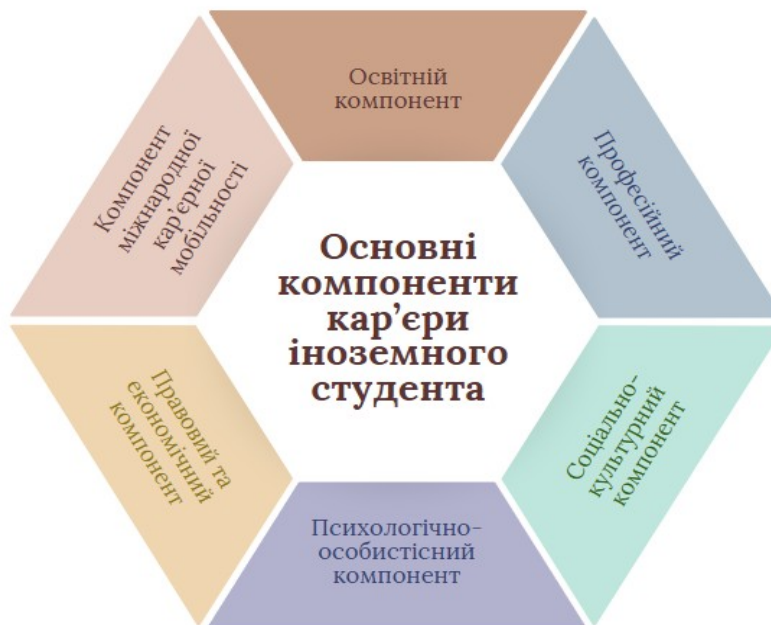 Освітній
компонент
Професійний
компонент
Соціально-
культурний
компонент
Психологічно-
особистісний
компонент
Правовий та
економічний
компонент
Компонент
міжнародної
кар'єрної
мобільності
Основні
компоненти
кар'єри
іноземного
студента